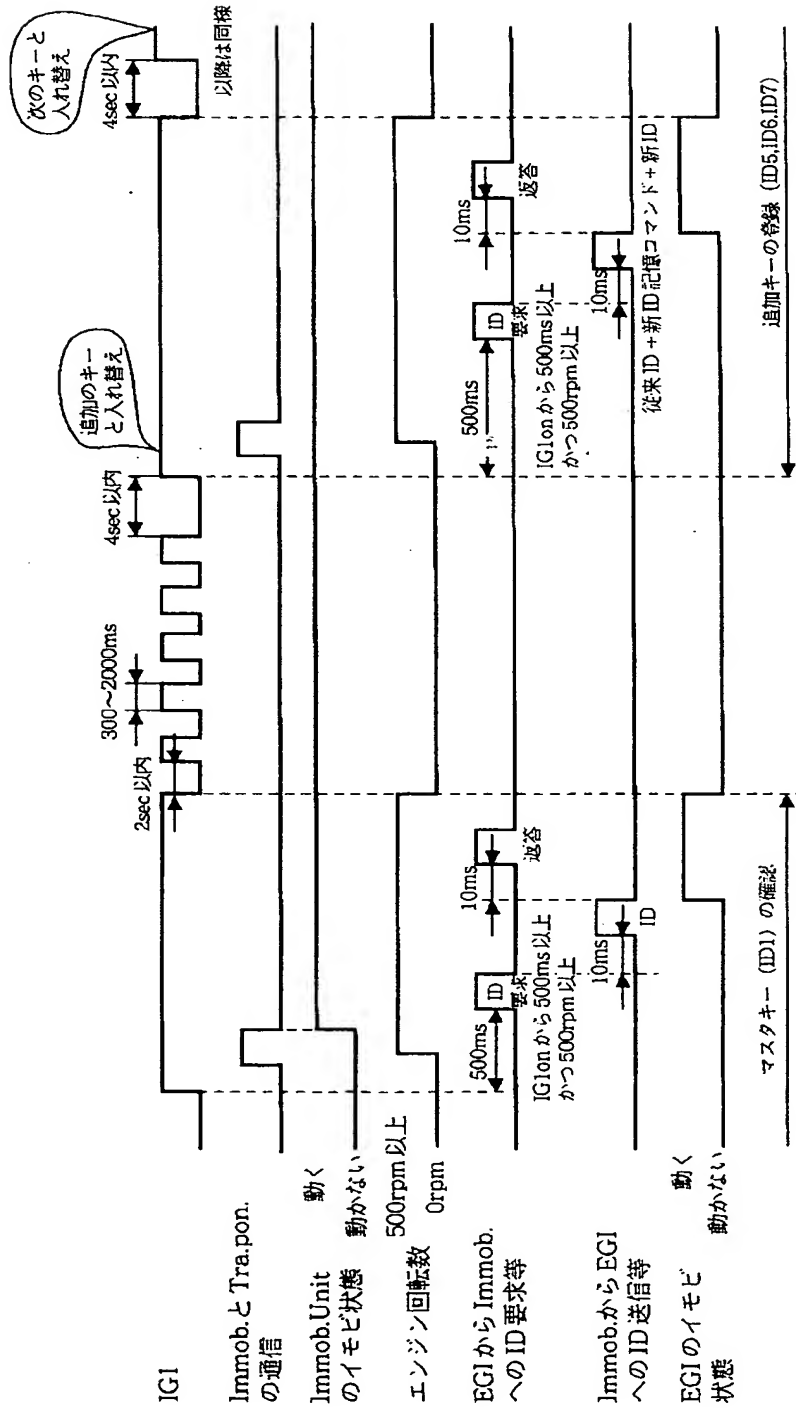 次のキーと
入れ替え
4sec以内
以降は同様
追加のキー
と入れ替え
4sec以内
300〜2000ms
2sec以内
IG1
Immob.とTra.pon.
の通信
Immob.Unit
のイモビ状態
動く
動かない
エンジン回転数
500rpm以上
0rpm
EGIからImmob.
へのID要求等
500ms
ID
要求
IG1onから500ms以上
かつ500rpm以上
10ms
返答
500ms
ID
要求
IG1onから500ms以上
かつ500rpm以上
10ms
返答
Immob.からEGI
へのID送信等
10ms
ID
10ms
従来ID+新ID記憶コマンド+新ID
EGIのイモビ
状態
動く
動かない
マスタキー(ID1)の確認
追加キーの登録(ID5,ID6,ID7)